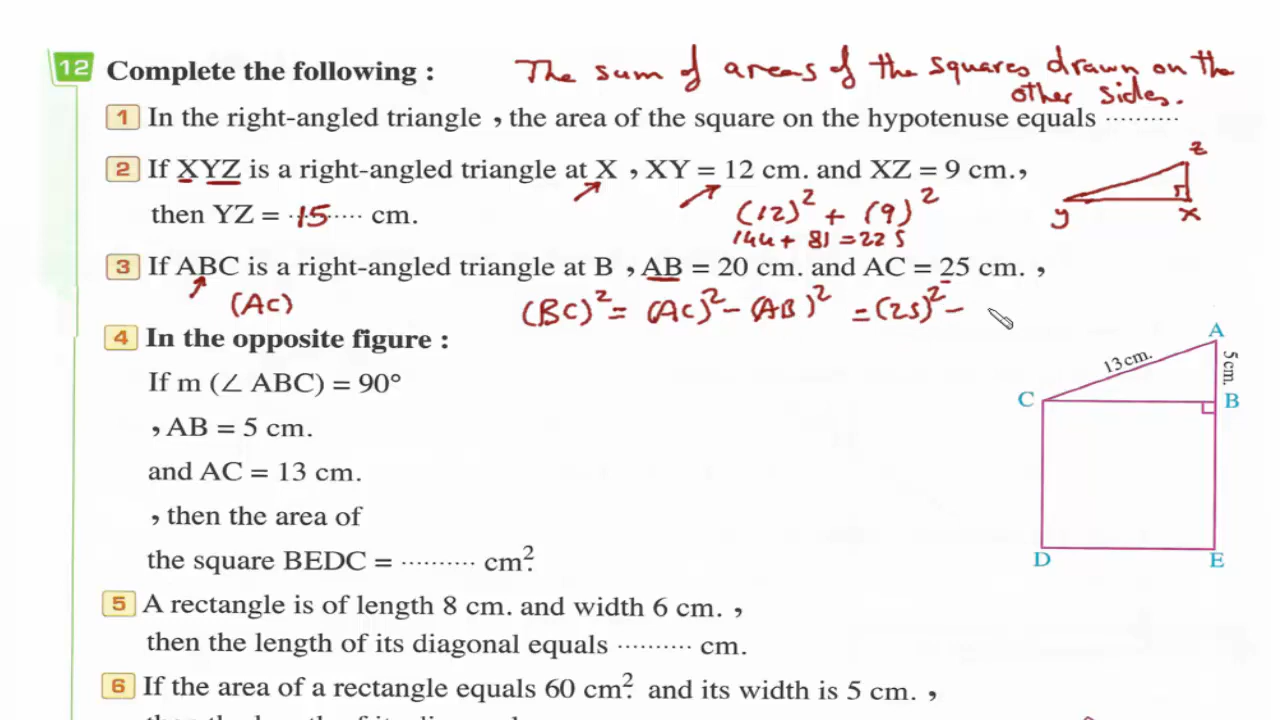 12 Complete the following : The sum of areas of the squares drawn on the
other sides.
1 In the right-angled triangle , the area of the square on the hypotenuse equals ..........
2 If XYZ is a right-angled triangle at X , XY = 12 cm. and XZ = 9 cm. ,
z
then YZ = ..15..... cm. (12)² + (9)² y x
144 + 81 = 225
3 If ABC is a right-angled triangle at B , AB = 20 cm. and AC = 25 cm. ,
(AC) (BC)² = (AC)² - (AB)² = (25)² -
4 In the opposite figure :
A
If m (∠ ABC) = 90°
13 cm. 5 cm.
C B
, AB = 5 cm.
and AC = 13 cm.
, then the area of
the square BEDC = .......... cm².
D E
5 A rectangle is of length 8 cm. and width 6 cm. ,
then the length of its diagonal equals .......... cm.
6 If the area of a rectangle equals 60 cm². and its width is 5 cm. ,